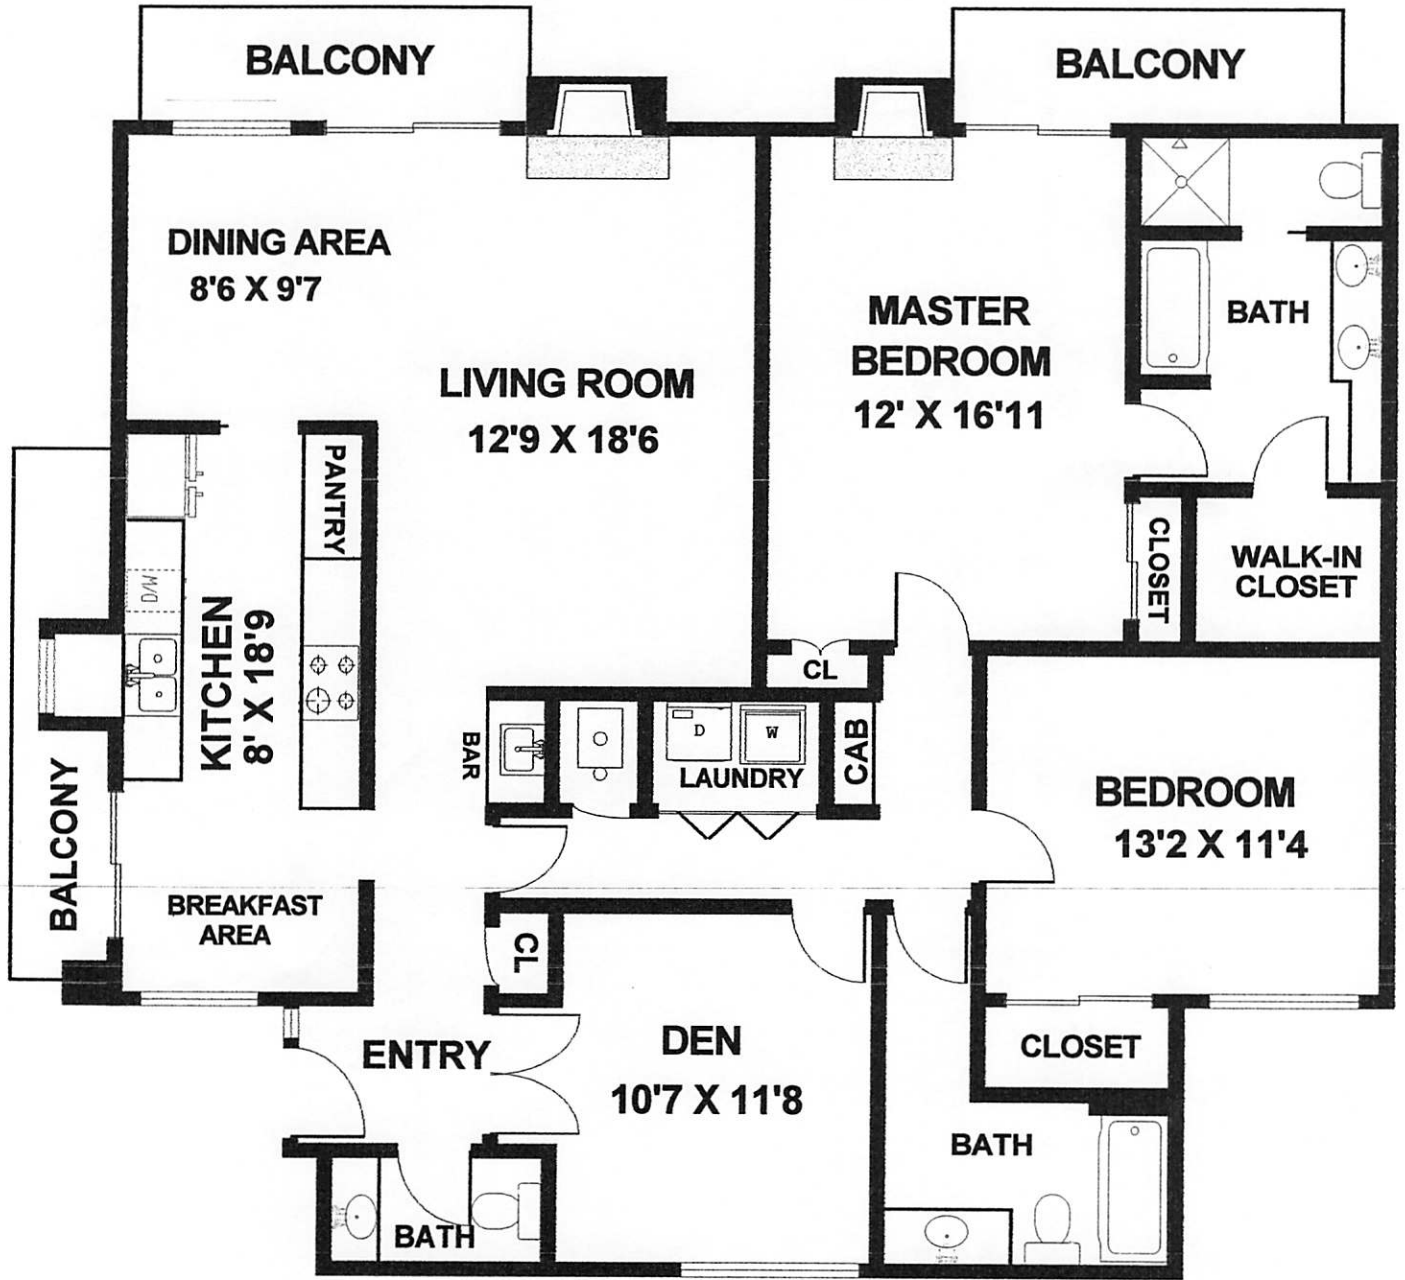 BALCONY
BALCONY
DINING AREA
8'6 X 9'7
MASTER
BEDROOM
12' X 16'11
BATH
LIVING ROOM
12'9 X 18'6
PANTRY
CLOSET
WALK-IN
CLOSET
M/D
KITCHEN
8' X 18'9
CL
BAR
D
W
LAUNDRY
CAB
BEDROOM
13'2 X 11'4
BALCONY
BREAKFAST
AREA
CL
ENTRY
DEN
10'7 X 11'8
CLOSET
BATH
BATH